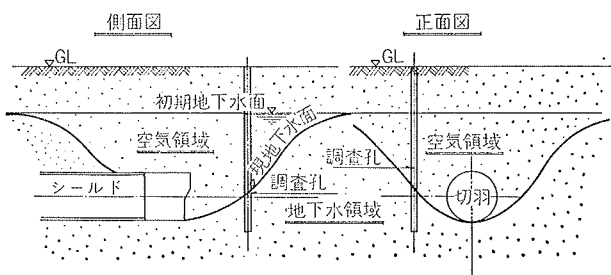 側面図
GL
初期地下水面
空気領域
現地下水面
調査孔
シールド
地下水領域
正面図
GL
空気領域
調査孔
切羽